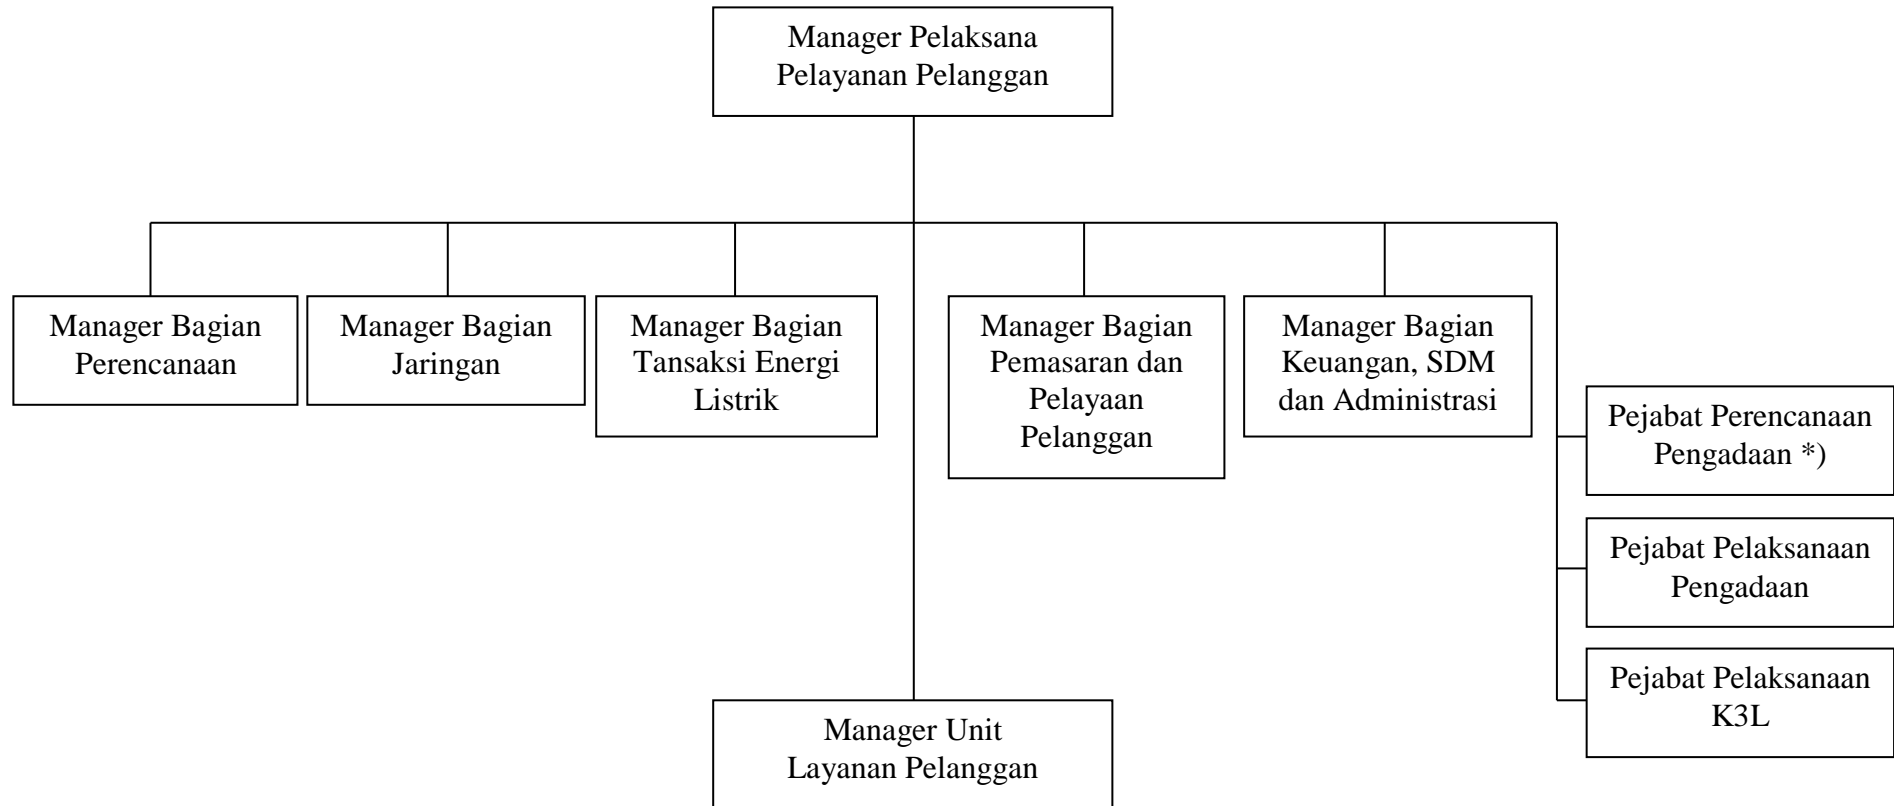 Manager Pelaksana
Pelayanan Pelanggan
Manager Bagian
Perencanaan
Manager Bagian
Jaringan
Manager Bagian
Tansaksi Energi
Listrik
Manager Bagian
Pemasaran dan
Pelayaan
Pelanggan
Manager Bagian
Keuangan, SDM
dan Administrasi
Pejabat Perencanaan
Pengadaan *)
Pejabat Pelaksanaan
Pengadaan
Pejabat Pelaksanaan
K3L
Manager Unit
Layanan Pelanggan